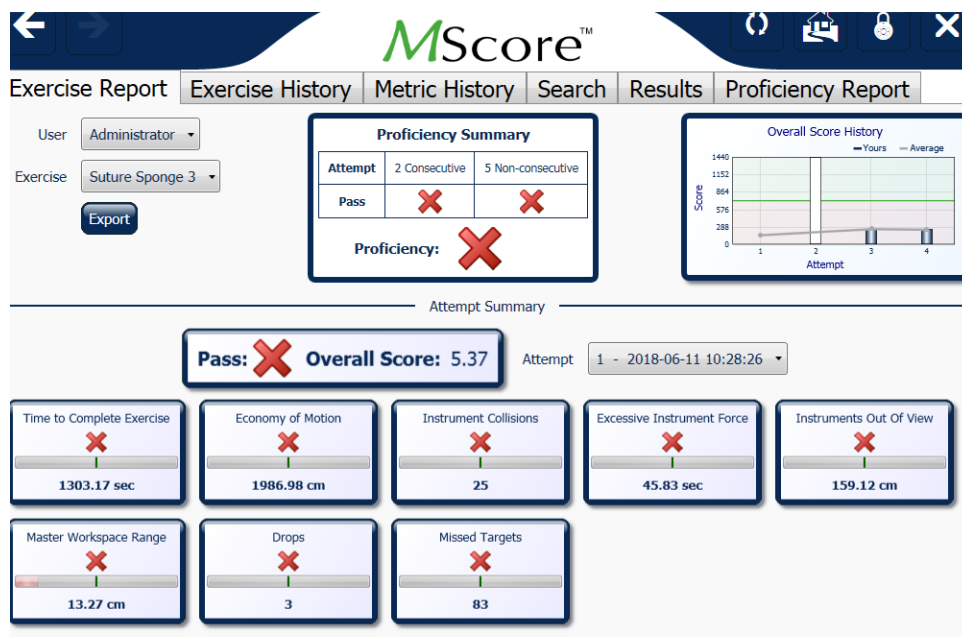 MScore™
Exercise Report Exercise History Metric History Search Results Proficiency Report
User Administrator
Exercise Suture Sponge 3
Export
Proficiency Summary
Attempt 2 Consecutive 5 Non-consecutive
Pass
Proficiency:
Overall Score History
Yours Average
1440
1152
864
576
288
0
Score
1 2 3 4
Attempt
Attempt Summary
Pass: Overall Score: 5.37
Attempt 1 - 2018-06-11 10:28:26
Time to Complete Exercise
1303.17 sec
Economy of Motion
1986.98 cm
Instrument Collisions
25
Excessive Instrument Force
45.83 sec
Instruments Out Of View
159.12 cm
Master Workspace Range
13.27 cm
Drops
3
Missed Targets
83